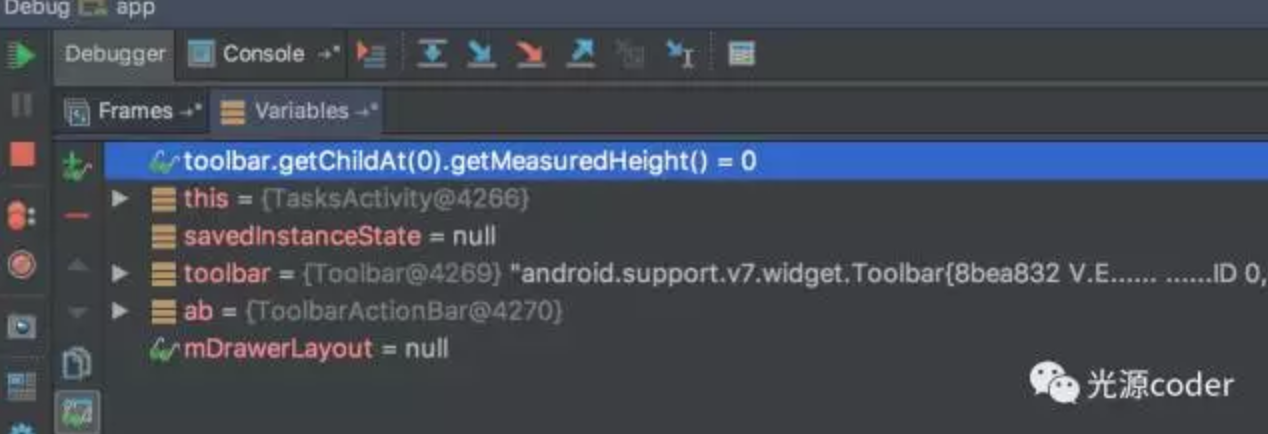 Debug app
Debugger Console
Frames Variables
toolbar.getChildAt(0).getMeasuredHeight() = 0
this = {TasksActivity@4266}
savedInstanceState = null
toolbar = {Toolbar@4269} "android.support.v7.widget.Toolbar{8bea832 V.E...... ......ID 0,
ab = {ToolbarActionBar@4270}
mDrawerLayout = null
光源coder